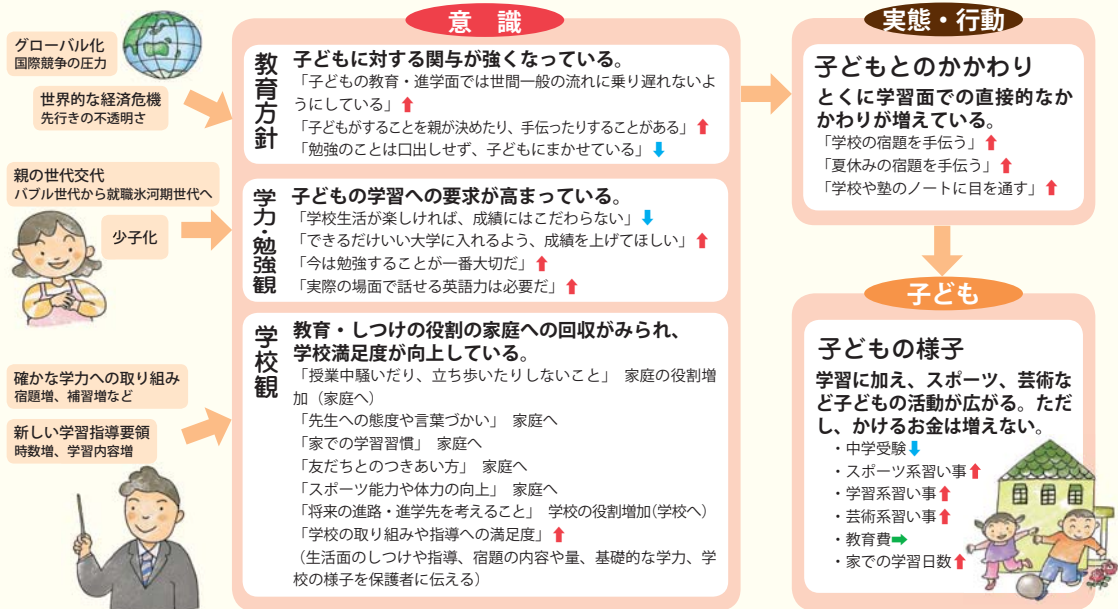 グローバル化
国際競争の圧力
世界的な経済危機
先行きの不透明さ
親の世代交代
バブル世代から就職氷河期世代へ
少子化
確かな学力への取り組み
宿題増、補習増など
新しい学習指導要領
時数増、学習内容増
意 識
教育方針
子どもに対する関与が強くなっている。
「子どもの教育・進学面では世間一般の流れに乗り遅れないよ
うにしている」⬆
「子どもがすることを親が決めたり、手伝ったりすることがある」⬆
「勉強のことは口出しせず、子どもにまかせている」⬇
学力・勉強観
子どもの学習への要求が高まっている。
「学校生活が楽しければ、成績にはこだわらない」⬇
「できるだけいい大学に入れるよう、成績を上げてほしい」⬆
「今は勉強することが一番大切だ」⬆
「実際の場面で話せる英語力は必要だ」⬆
学校観
教育・しつけの役割の家庭への回収がみられ、
学校満足度が向上している。
「授業中騒いだり、立ち歩いたりしないこと」 家庭の役割増
加（家庭へ）
「先生への態度や言葉づかい」 家庭へ
「家での学習習慣」 家庭へ
「友だちとのつきあい方」 家庭へ
「スポーツ能力や体力の向上」 家庭へ
「将来の進路・進学先を考えること」 学校の役割増加(学校へ)
「学校の取り組みや指導への満足度」⬆
（生活面のしつけや指導、宿題の内容や量、基礎的な学力、学
校の様子を保護者に伝える）
実態・行動
子どもとのかかわり
とくに学習面での直接的なか
かわりが増えている。
「学校の宿題を手伝う」⬆
「夏休みの宿題を手伝う」⬆
「学校や塾のノートに目を通す」⬆
子ども
子どもの様子
学習に加え、スポーツ、芸術な
ど子どもの活動が広がる。ただ
し、かけるお金は増えない。
・中学受験⬇
・スポーツ系習い事⬆
・学習系習い事⬆
・芸術系習い事⬆
・教育費➡
・家での学習日数⬆